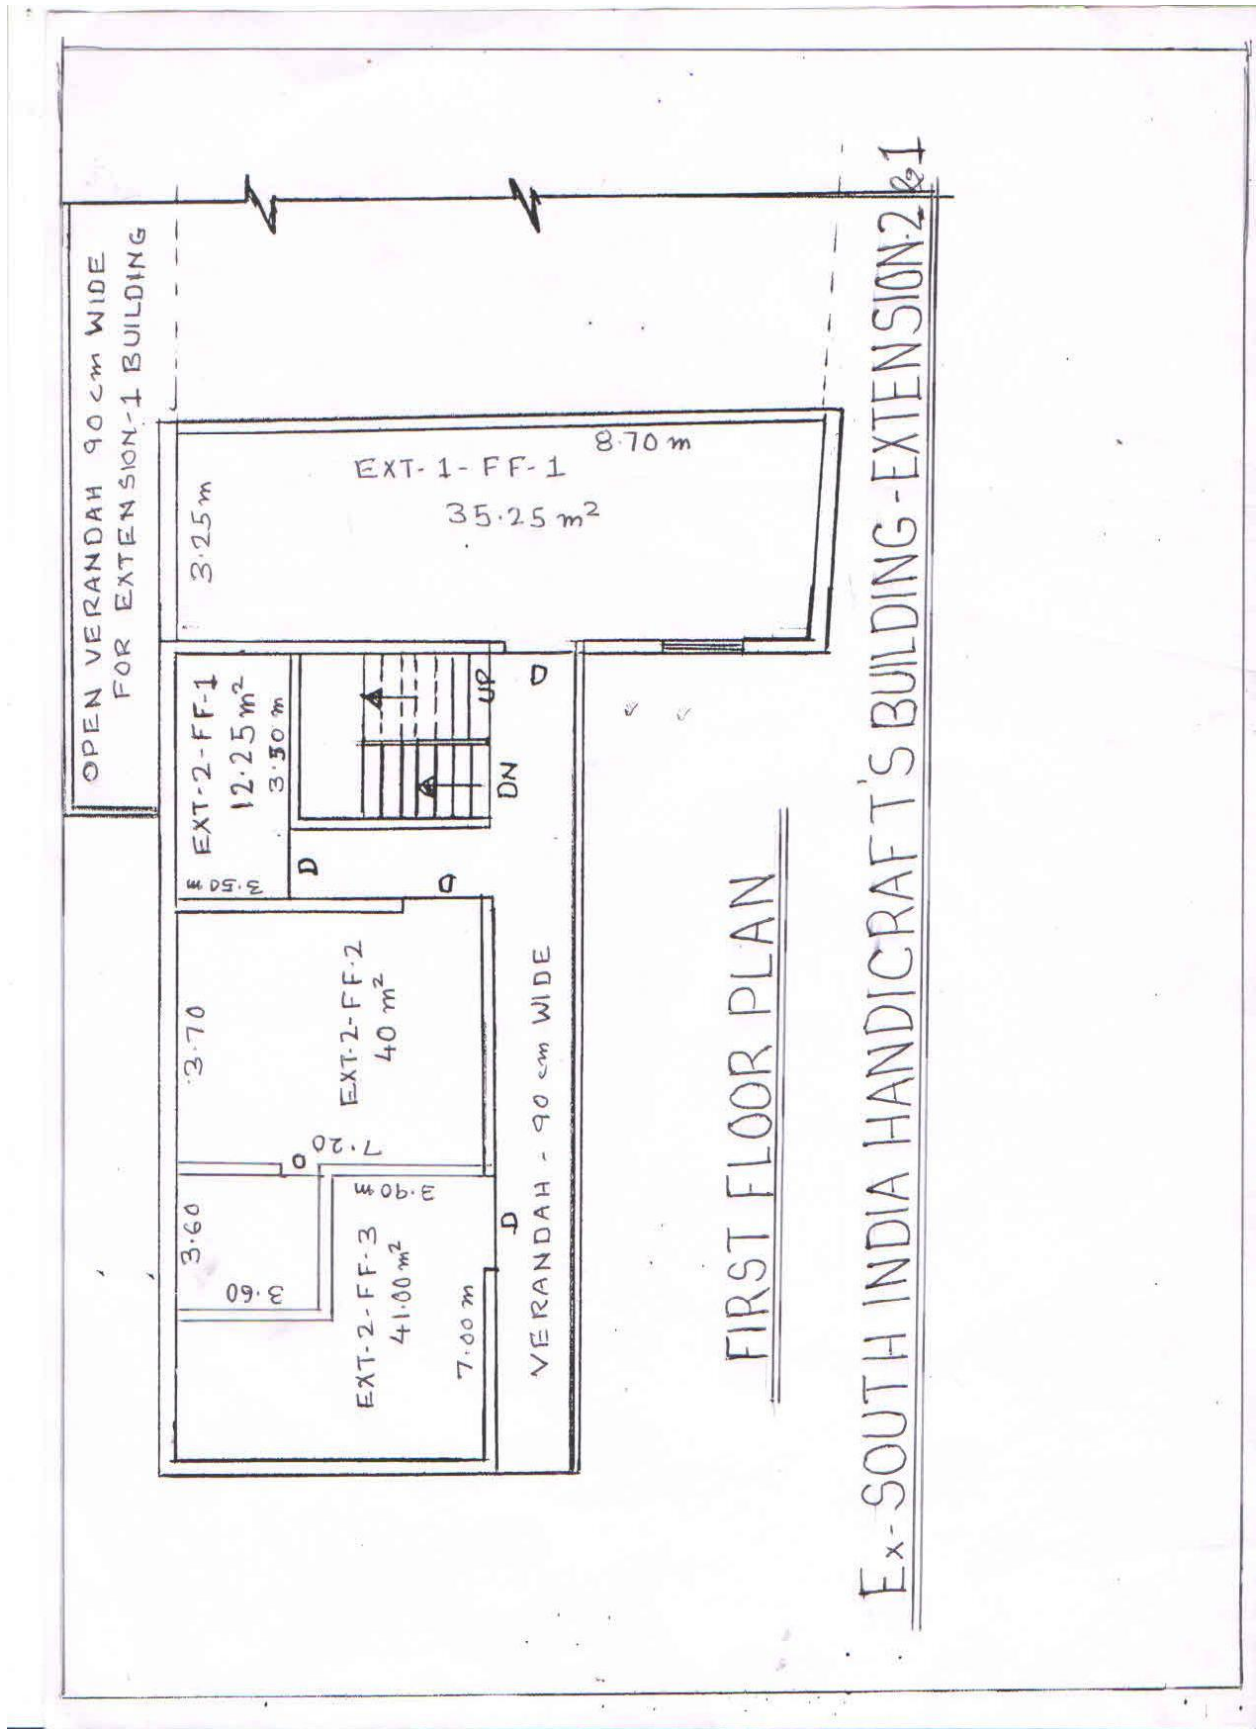 OPEN VERANDAH 90 cm WIDE
FOR EXTENSION-1 BUILDING
3.60
3.70
3.50 m
EXT-2-FF-1
12.25 m²
3.50 m
3.25 m
3.60
D
7.20
EXT-2-FF-2
40 m²
D
EXT-1-FF-1
35.25 m²
8.70 m
EXT-2-FF-3
41.00 m²
3.90 m
7.00 m
D
D
DN
UP
D
VERANDAH - 90 cm WIDE
FIRST FLOOR PLAN
Ex-SOUTH INDIA HANDICRAFT'S BUILDING-EXTENSION-2 & 1